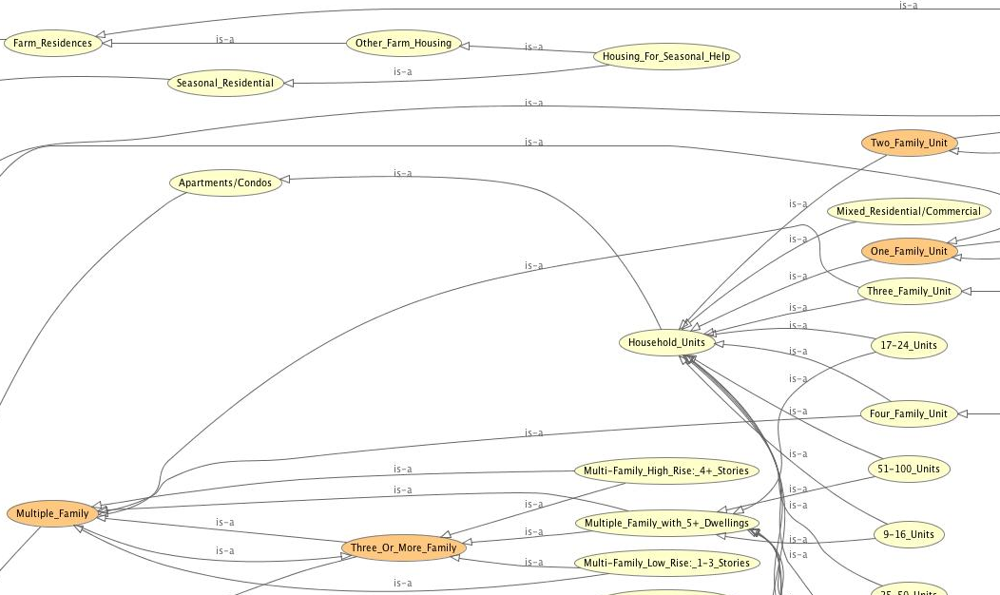 is-a
Farm_Residences
is-a
Other_Farm_Housing
is-a
Housing_For_Seasonal_Help
Seasonal_Residential
is-a
is-a
is-a
Two_Family_Unit
Apartments/Condos
is-a
is-a
Mixed_Residential/Commercial
is-a
One_Family_Unit
is-a
is-a
Three_Family_Unit
is-a
is-a
Household_Units
17-24_Units
is-a
is-a
is-a
Four_Family_Unit
is-a
is-a
51-100_Units
is-a
Multi-Family_High_Rise:_4+_Stories
is-a
is-a
is-a
is-a
Multiple_Family
is-a
Multiple_Family_with_5+_Dwellings
9-16_Units
is-a
is-a
Three_Or_More_Family
is-a
is-a
is-a
Multi-Family_Low_Rise:_1-3_Stories
25-50_Units